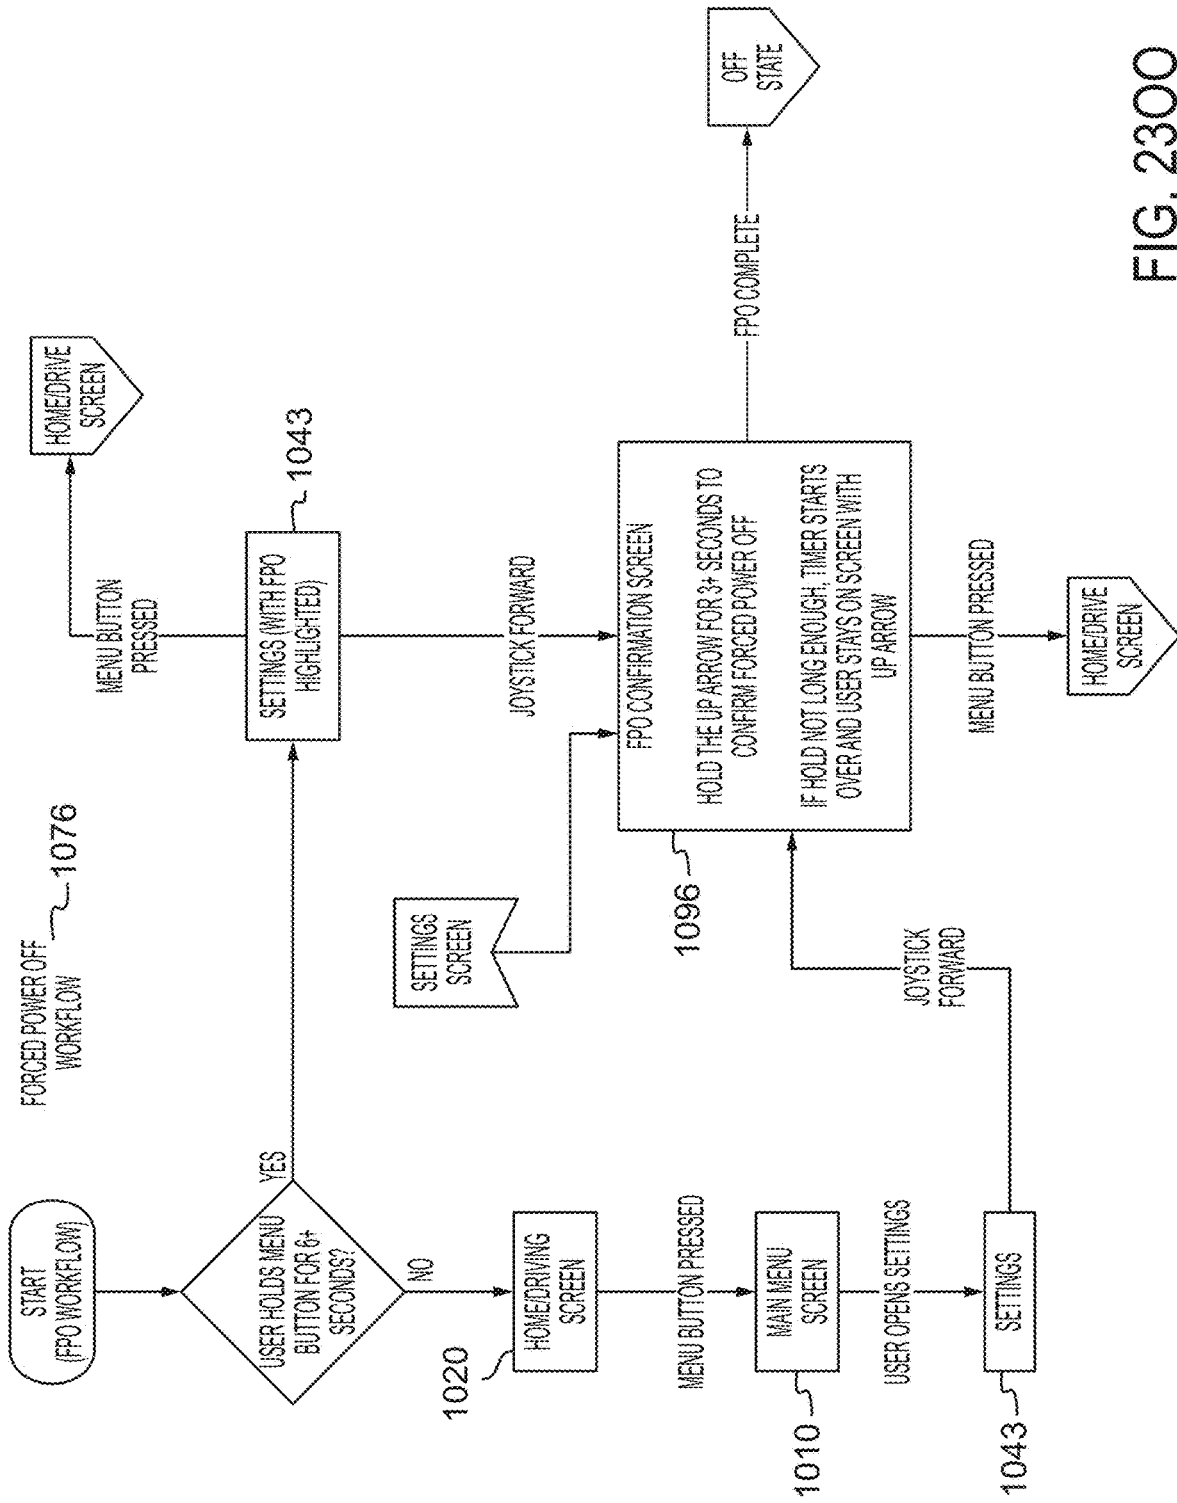 FORCED POWER OFF
WORKFLOW
1076
START
(FPO WORKFLOW)
USER HOLDS MENU
BUTTON FOR 6+
SECONDS?
YES
NO
SETTINGS (WITH FPO
HIGHLIGHTED)
1043
MENU BUTTON
PRESSED
HOME/DRIVE
SCREEN
JOYSTICK FORWARD
1020
HOME/DRIVING
SCREEN
MENU BUTTON PRESSED
MAIN MENU
SCREEN
1010
USER OPENS SETTINGS
SETTINGS
1043
JOYSTICK
FORWARD
SETTINGS
SCREEN
1096
FPO CONFIRMATION SCREEN
HOLD THE UP ARROW FOR 3+ SECONDS TO
CONFIRM FORCED POWER OFF
IF HOLD NOT LONG ENOUGH, TIMER STARTS
OVER AND USER STAYS ON SCREEN WITH
UP ARROW
FPO COMPLETE
OFF
STATE
MENU BUTTON PRESSED
HOME/DRIVE
SCREEN
FIG. 23OO